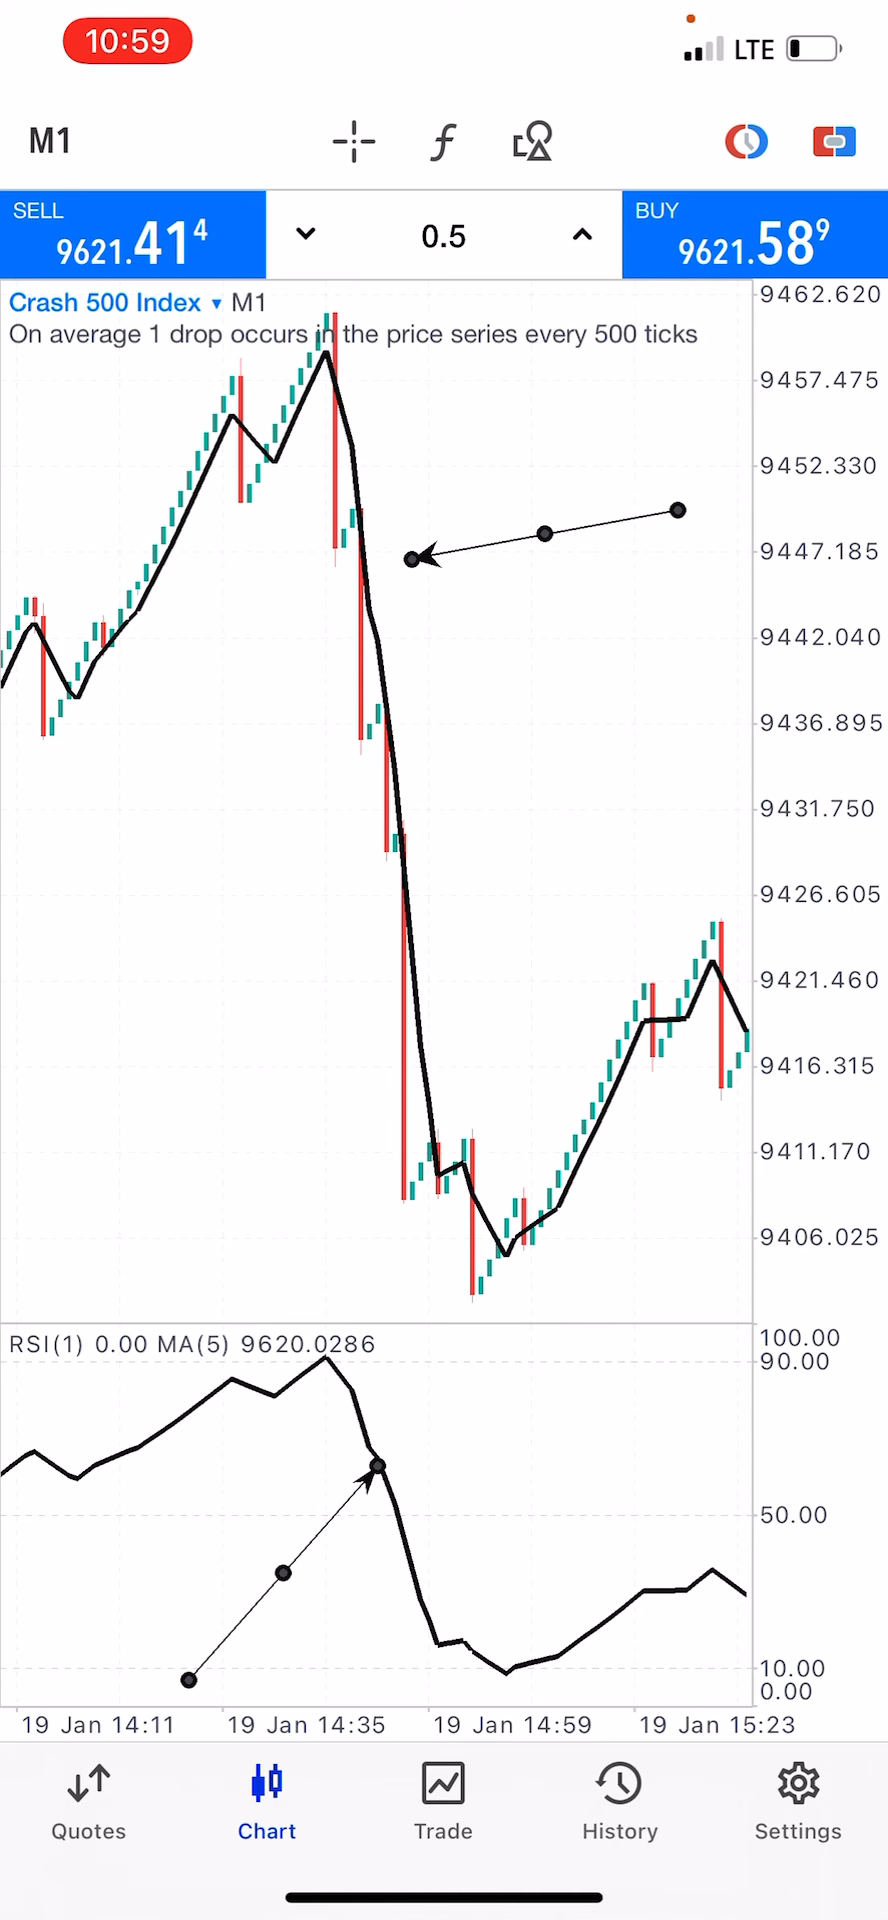 10:59
LTE
M1
SELL
BUY
9621.41⁴
0.5
9621.58⁹
Crash 500 Index ▾ M1
On average 1 drop occurs in the price series every 500 ticks
9462.620
9457.475
9452.330
9447.185
9442.040
9436.895
9431.750
9426.605
9421.460
9416.315
9411.170
9406.025
RSI(1) 0.00 MA(5) 9620.0286
100.00
90.00
50.00
10.00
0.00
19 Jan 14:11
19 Jan 14:35
19 Jan 14:59
19 Jan 15:23
Quotes
Chart
Trade
History
Settings